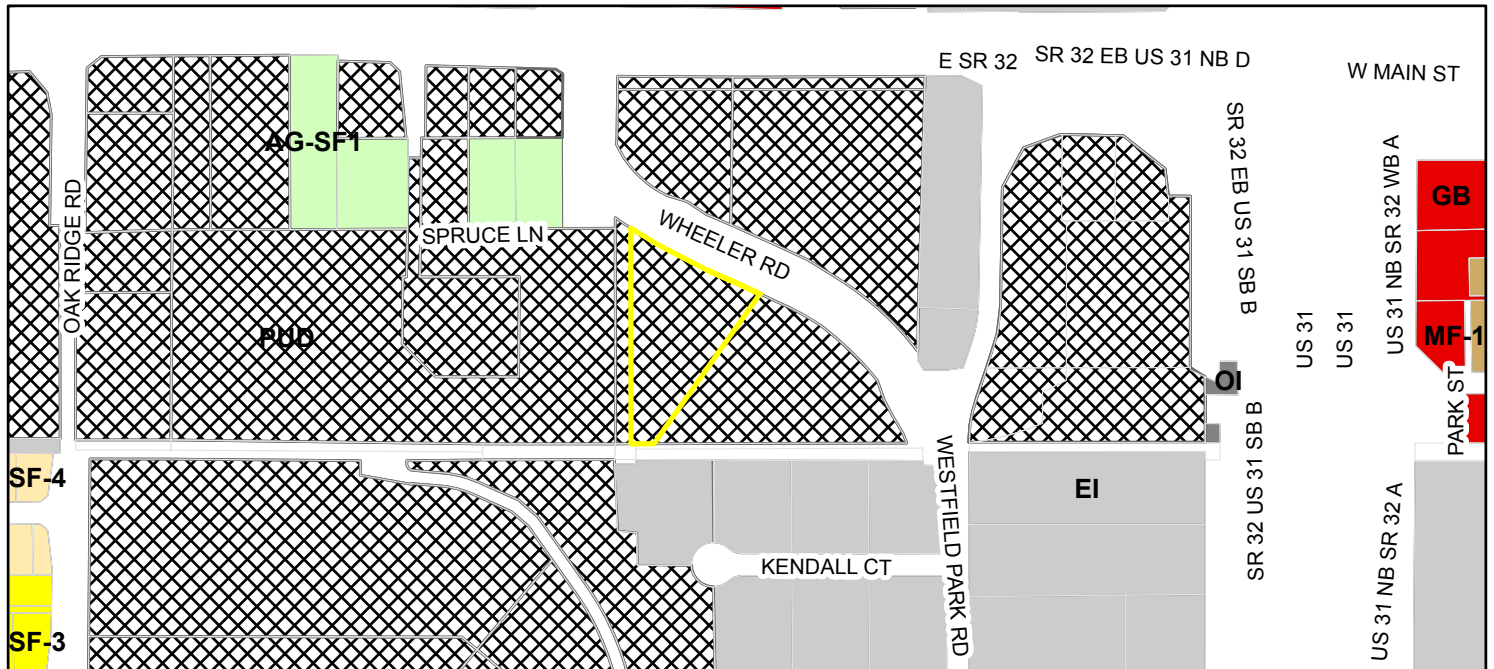 E SR 32
SR 32 EB US 31 NB D
W MAIN ST
AG-SF1
SR 32 EB US 31 SB B
US 31 NB SR 32 WB A
GB
OAK RIDGE RD
SPRUCE LN
WHEELER RD
PUD
US 31
US 31
MF-1
OI
PARK ST
SF-4
WESTFIELD PARK RD
EI
SR 32 US 31 SB B
US 31 NB SR 32 A
KENDALL CT
SF-3